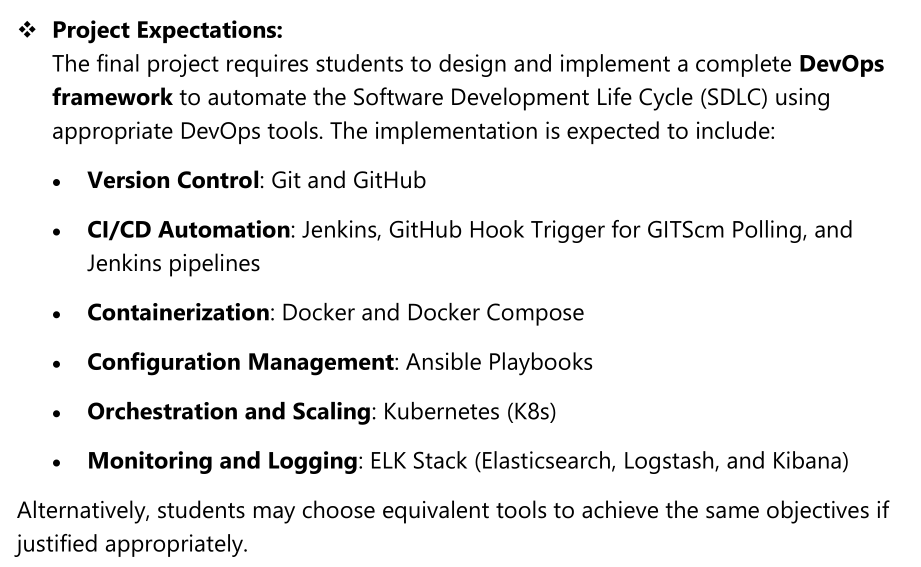 ❖ Project Expectations:
The final project requires students to design and implement a complete DevOps
framework to automate the Software Development Life Cycle (SDLC) using
appropriate DevOps tools. The implementation is expected to include:
• Version Control: Git and GitHub
• CI/CD Automation: Jenkins, GitHub Hook Trigger for GITScm Polling, and
Jenkins pipelines
• Containerization: Docker and Docker Compose
• Configuration Management: Ansible Playbooks
• Orchestration and Scaling: Kubernetes (K8s)
• Monitoring and Logging: ELK Stack (Elasticsearch, Logstash, and Kibana)
Alternatively, students may choose equivalent tools to achieve the same objectives if
justified appropriately.